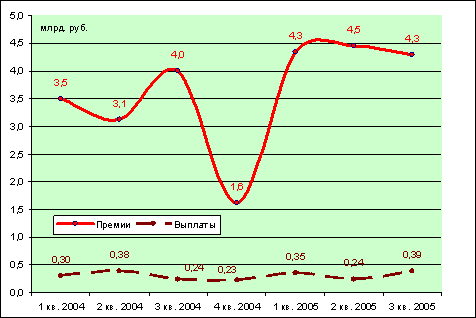 5,0
млрд. руб.
4,5
4,0
3,5
3,0
2,5
2,0
1,5
1,0
0,5
0,0
3,5
3,1
4,0
1,6
4,3
4,5
4,3
Премии
Выплаты
0,30
0,38
0,24
0,23
0,35
0,24
0,39
1 кв. 2004
2 кв. 2004
3 кв. 2004
4 кв. 2004
1 кв. 2005
2 кв. 2005
3 кв. 2005